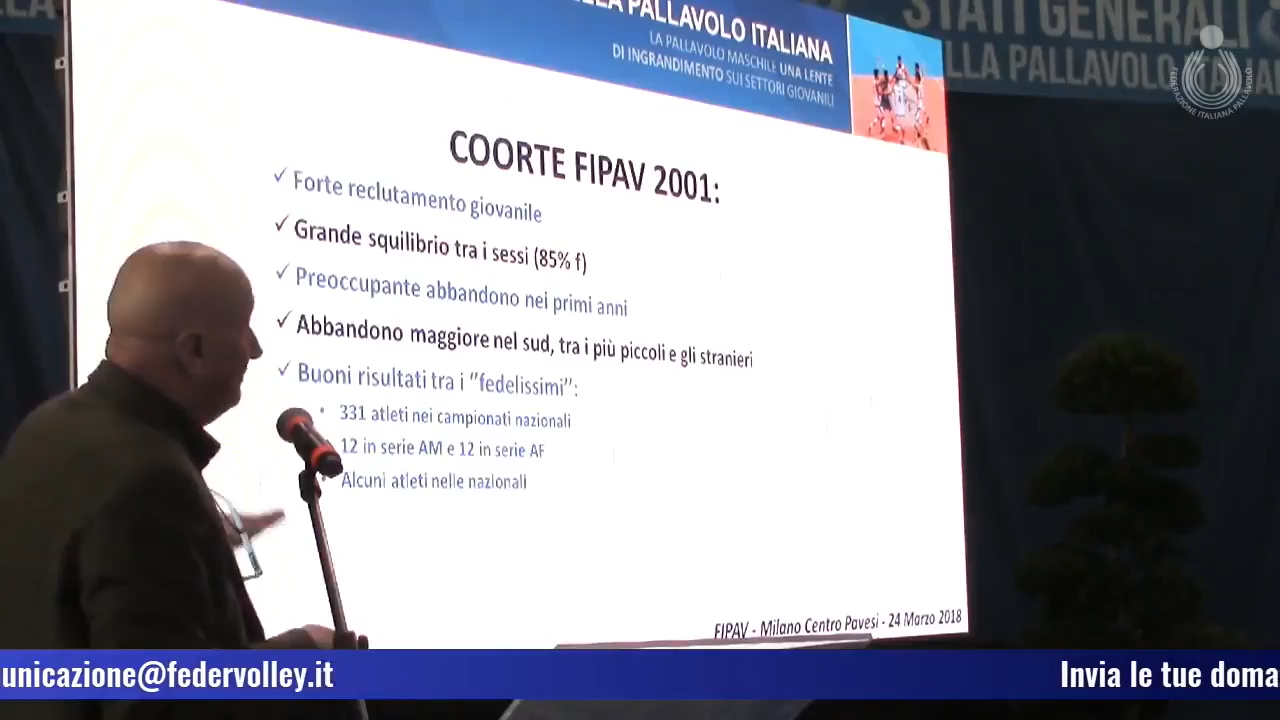 LLA PALLAVOLO ITALIANA
LA PALLAVOLO MASCHILE UNA LENTE
DI INGRANDIMENTO SUI SETTORI GIOVANILI
STATI GENERALI
LLA PALLAVOLO ITALIANA
FEDERAZIONE ITALIANA PALLAVOLO
COORTE FIPAV 2001:
✓ Forte reclutamento giovanile
✓ Grande squilibrio tra i sessi (85% f)
✓ Preoccupante abbandono nei primi anni
✓ Abbandono maggiore nel sud, tra i più piccoli e gli stranieri
✓ Buoni risultati tra i ‘‘fedelissimi’’:
• 331 atleti nei campionati nazionali
12 in serie AM e 12 in serie AF
• Alcuni atleti nelle nazionali
FIPAV - Milano Centro Pavesi - 24 Marzo 2018
unicazione@federvolley.it
Invia le tue doma